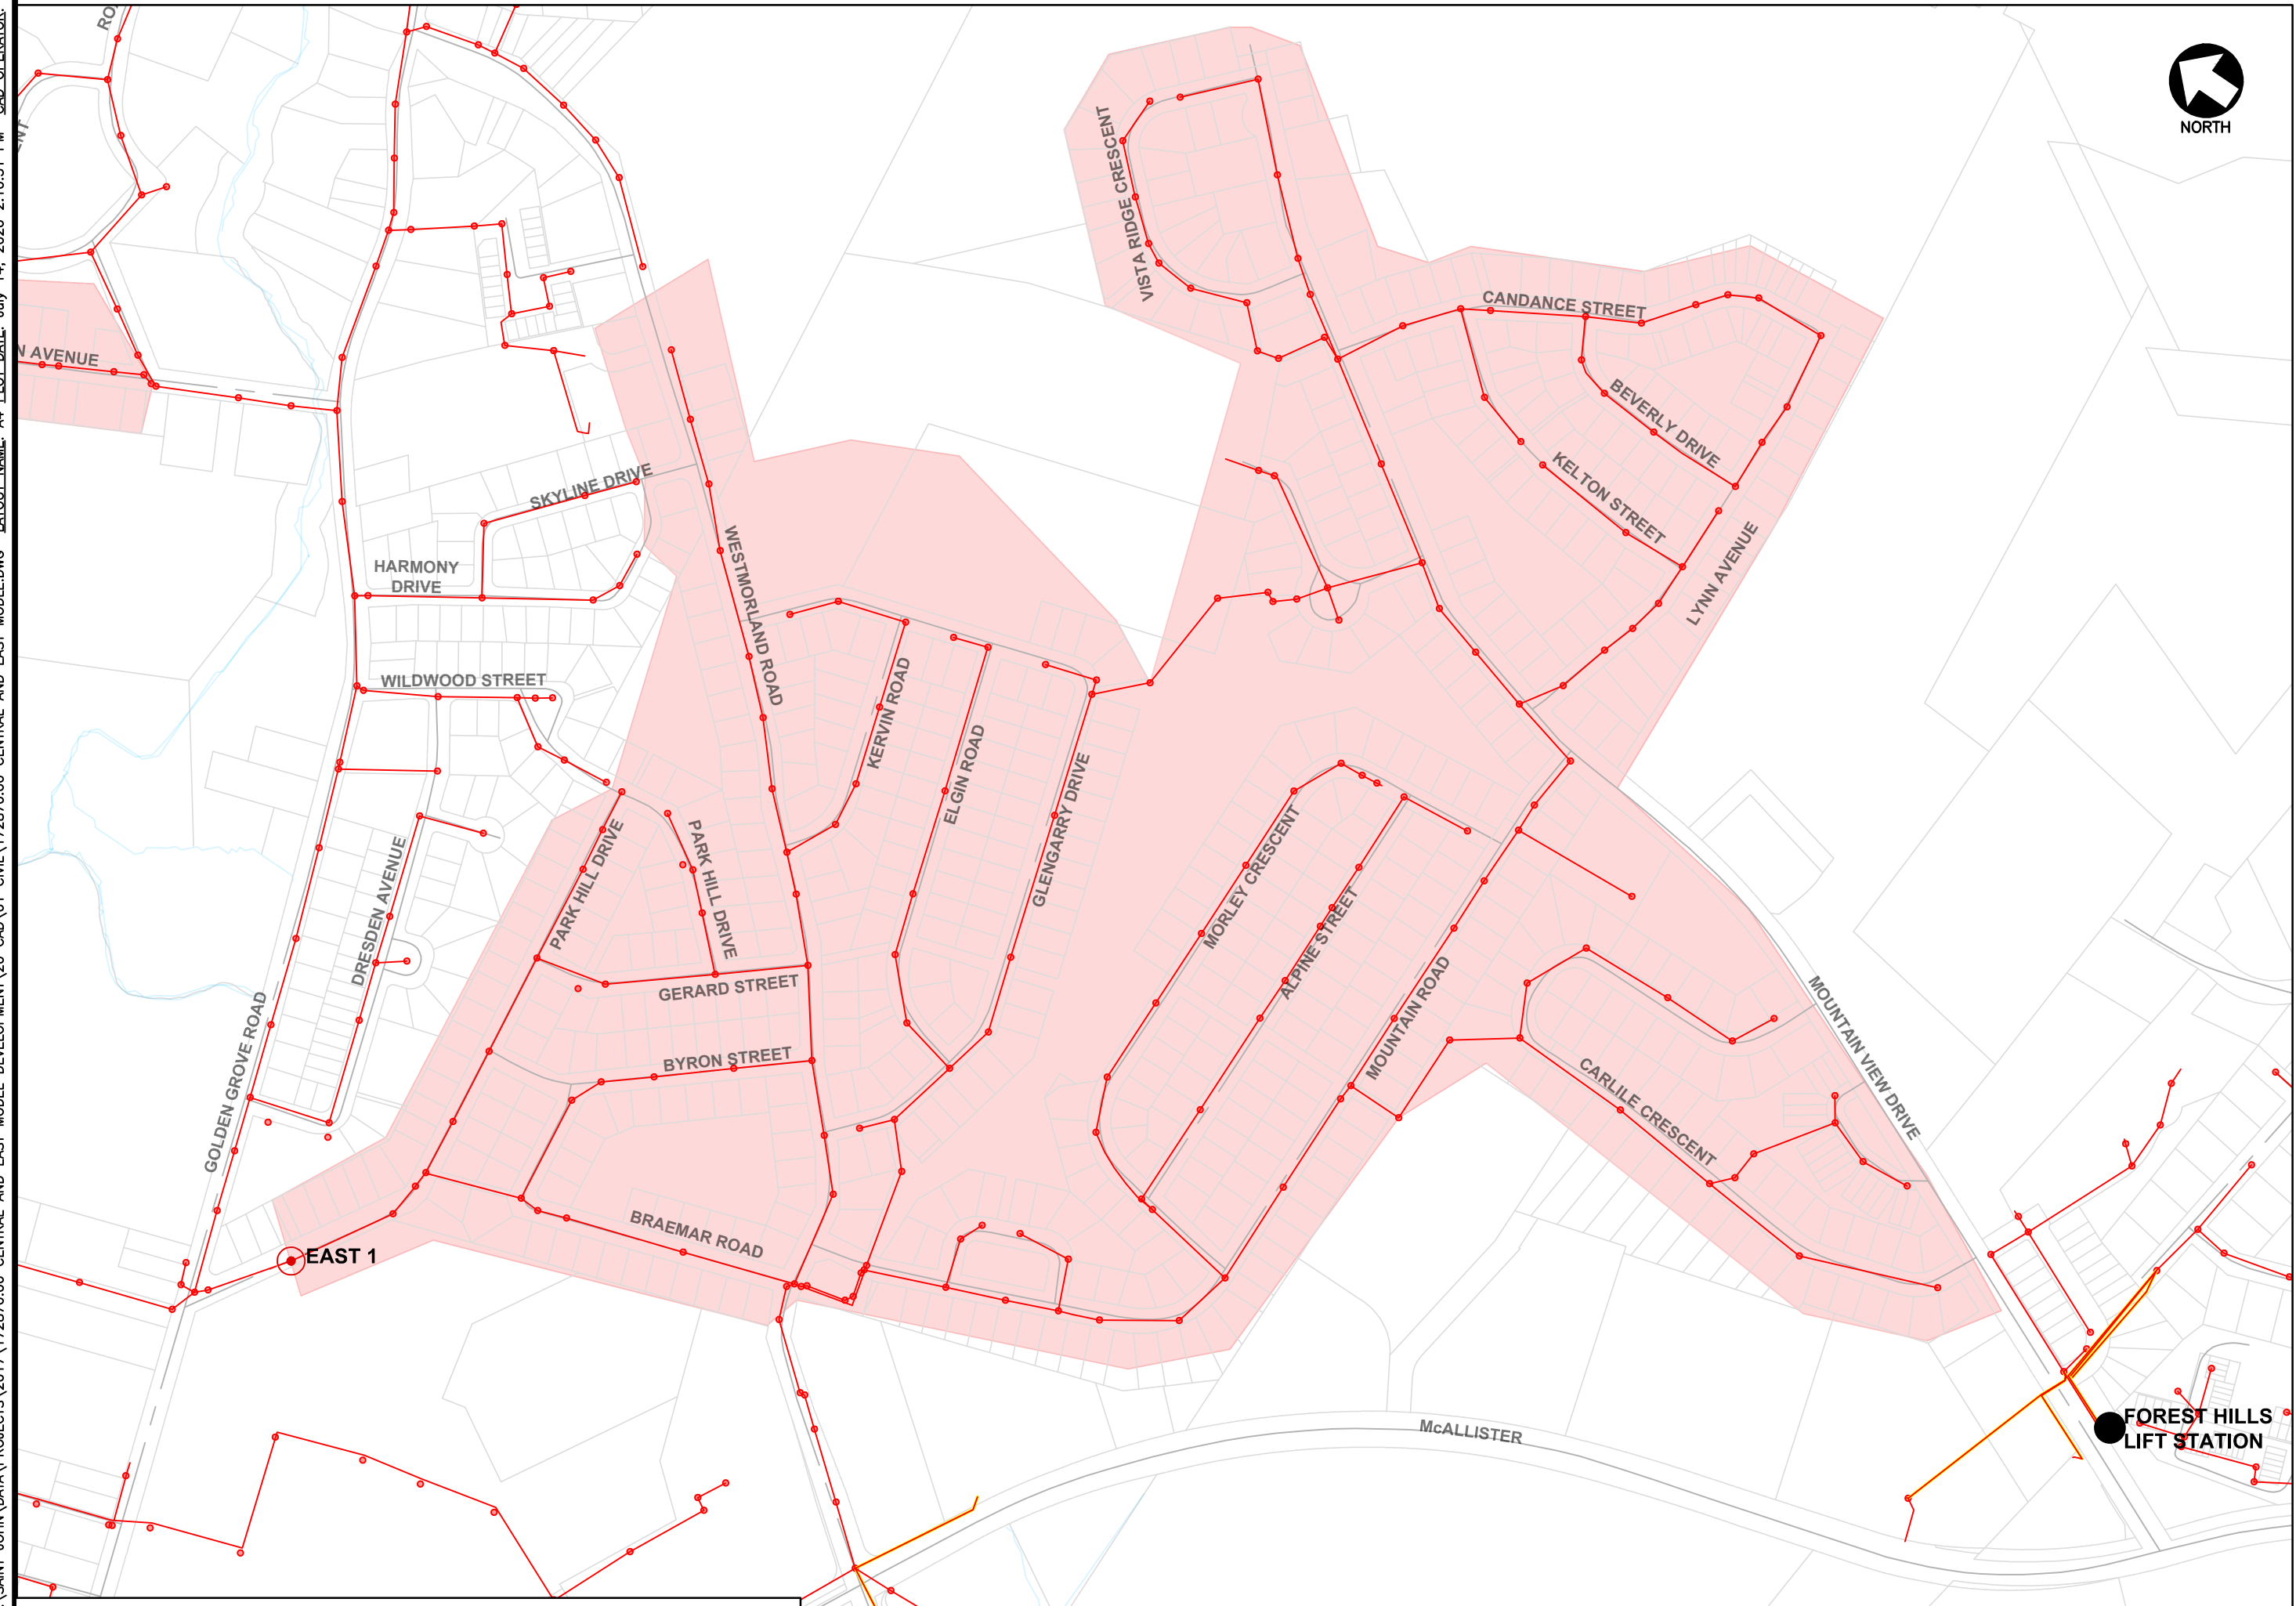 NORTH
VISTA RIDGE CRESCENT
CANDANCE STREET
N AVENUE
BEVERLY DRIVE
KELTON STREET
SKYLINE DRIVE
LYNN AVENUE
HARMONY
DRIVE
WESTMORLAND ROAD
WILDWOOD STREET
KERVIN ROAD
ELGIN ROAD
GLENGARRY DRIVE
PARK HILL DRIVE
PARK HILL DRIVE
MORLEY CRESCENT
ALPINE STREET
DRESDEN AVENUE
GERARD STREET
MOUNTAIN ROAD
MOUNTAIN VIEW DRIVE
GOLDEN GROVE ROAD
BYRON STREET
CARLILE CRESCENT
BRAEMAR ROAD
EAST 1
McALLISTER
FOREST HILLS
LIFT STATION